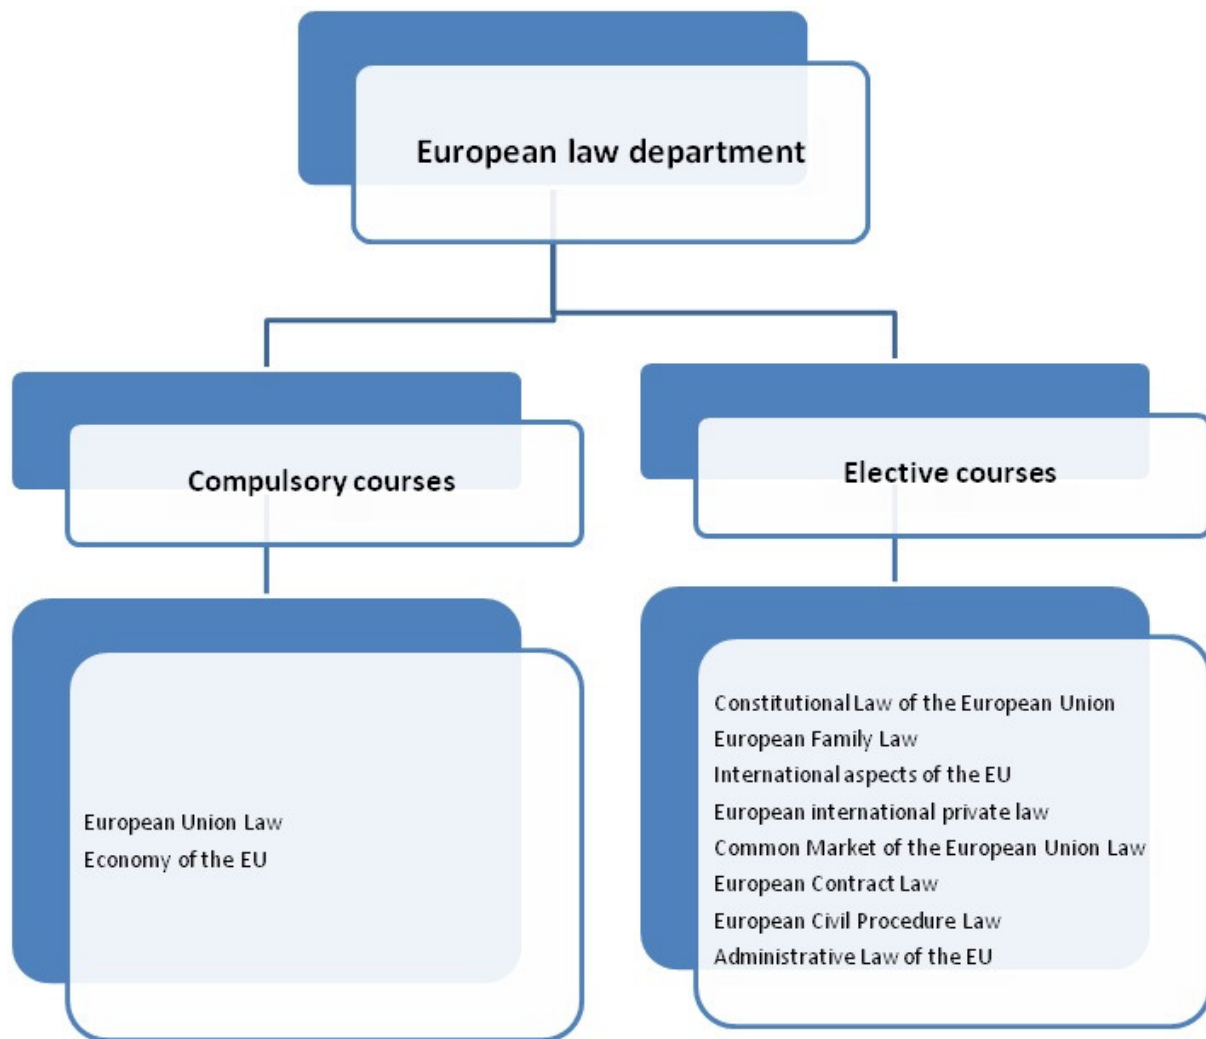 European law department
Compulsory courses
Elective courses
European Union Law
Economy of the EU
Constitutional Law of the European Union
European Family Law
International aspects of the EU
European international private law
Common Market of the European Union Law
European Contract Law
European Civil Procedure Law
Administrative Law of the EU